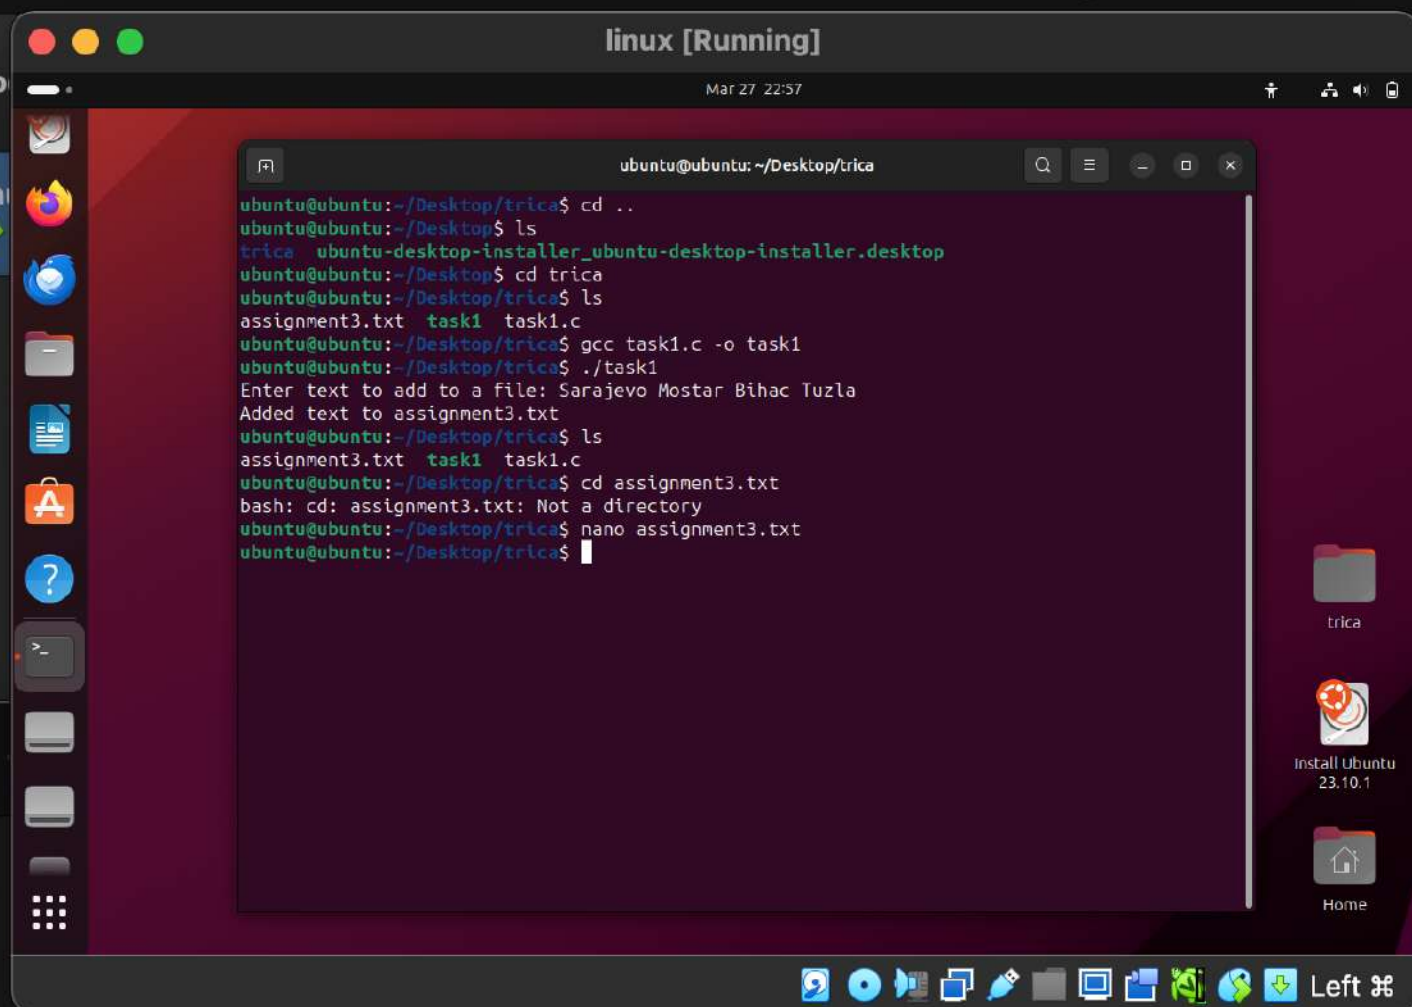 linux [Running]
Mar 27 22:57
ubuntu@ubuntu: ~/Desktop/trica
ubuntu@ubuntu:~/Desktop/trica$ cd ..
ubuntu@ubuntu:~/Desktop$ ls
trica  ubuntu-desktop-installer_ubuntu-desktop-installer.desktop
ubuntu@ubuntu:~/Desktop$ cd trica
ubuntu@ubuntu:~/Desktop/trica$ ls
assignment3.txt  task1  task1.c
ubuntu@ubuntu:~/Desktop/trica$ gcc task1.c -o task1
ubuntu@ubuntu:~/Desktop/trica$ ./task1
Enter text to add to a file: Sarajevo Mostar Bihac Tuzla
Added text to assignment3.txt
ubuntu@ubuntu:~/Desktop/trica$ ls
assignment3.txt  task1  task1.c
ubuntu@ubuntu:~/Desktop/trica$ cd assignment3.txt
bash: cd: assignment3.txt: Not a directory
ubuntu@ubuntu:~/Desktop/trica$ nano assignment3.txt
ubuntu@ubuntu:~/Desktop/trica$
trica
Install Ubuntu
23.10.1
Home
Left ⌘